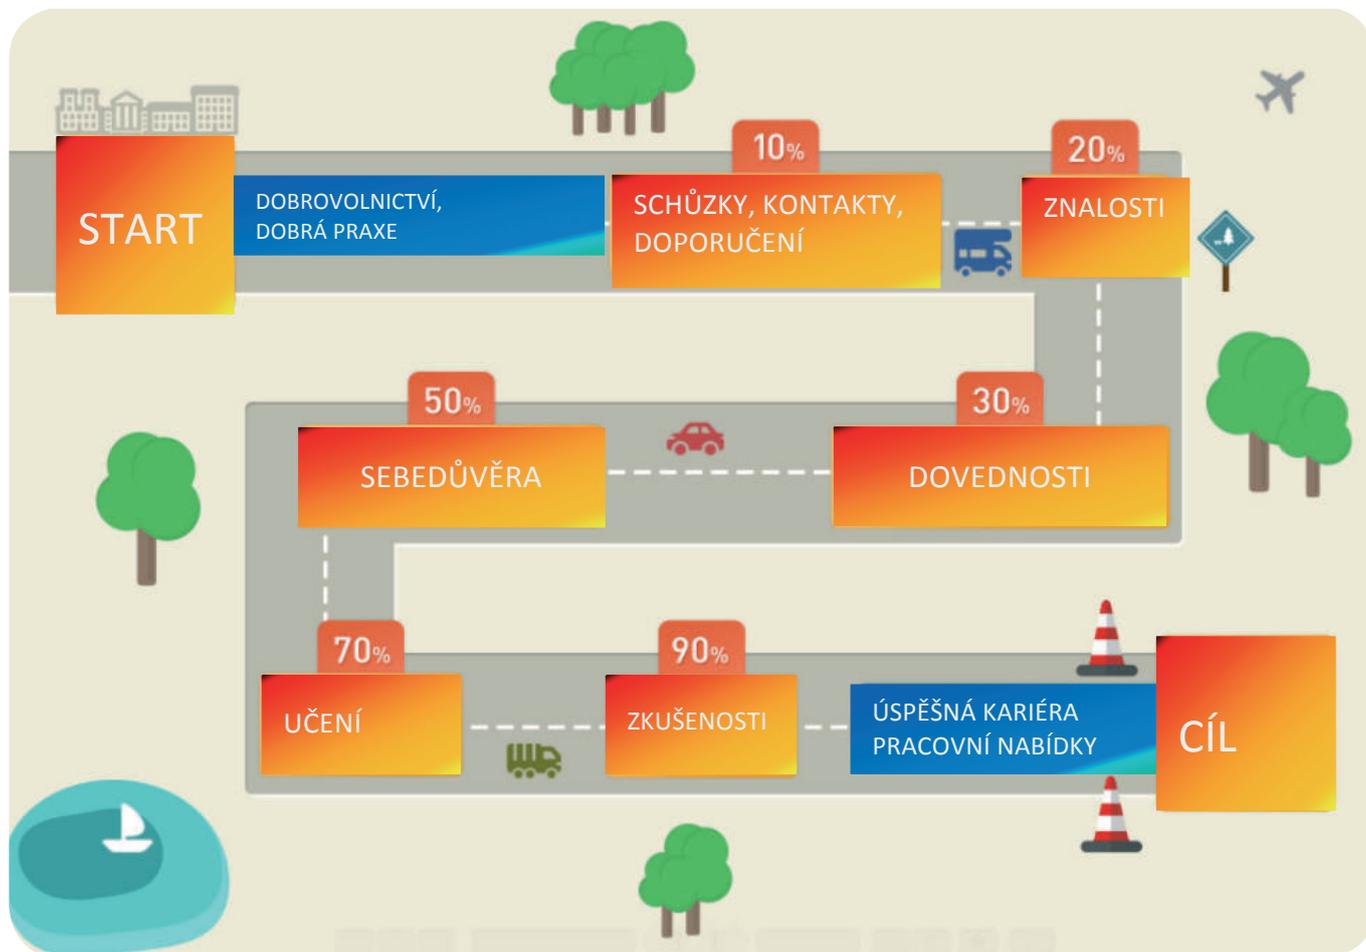 START
DOBROVOLNICTVÍ,
DOBRÁ PRAXE
10%
SCHŮZKY, KONTAKTY,
DOPORUČENÍ
20%
ZNALOSTI
30%
DOVEDNOSTI
50%
SEBEDŮVĚRA
70%
UČENÍ
90%
ZKUŠENOSTI
ÚSPĚŠNÁ KARIÉRA
PRACOVNÍ NABÍDKY
CÍL